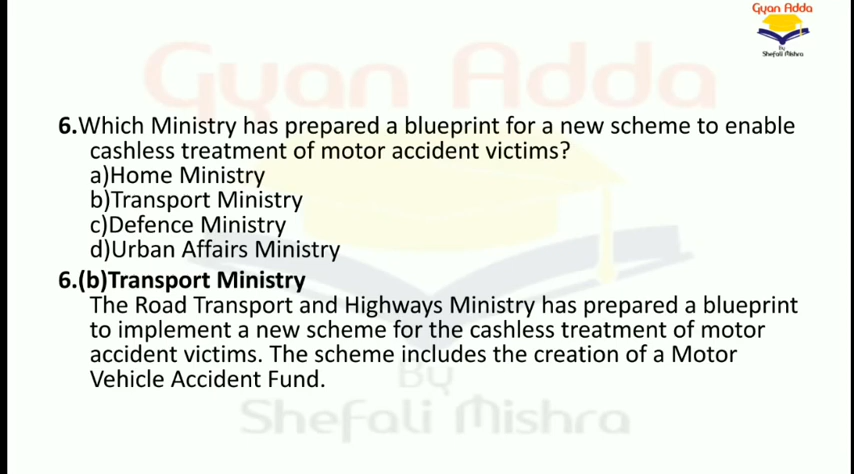 Gyan Adda
By
Shefali Mishra
6.Which Ministry has prepared a blueprint for a new scheme to enable
cashless treatment of motor accident victims?
a)Home Ministry
b)Transport Ministry
c)Defence Ministry
d)Urban Affairs Ministry
6.(b)Transport Ministry
The Road Transport and Highways Ministry has prepared a blueprint
to implement a new scheme for the cashless treatment of motor
accident victims. The scheme includes the creation of a Motor
Vehicle Accident Fund.
Gyan Adda
By
Shefali Mishra